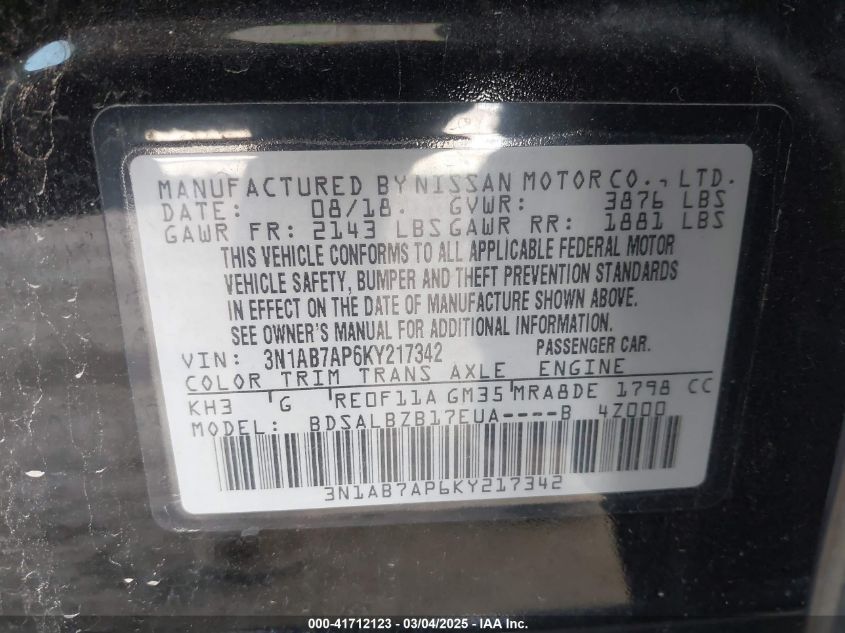 MANUFACTURED BY NISSAN MOTOR CO., LTD.
DATE: 08/18. GVWR: 3876 LBS
GAWR FR: 2143 LBS GAWR RR: 1881 LBS
THIS VEHICLE CONFORMS TO ALL APPLICABLE FEDERAL MOTOR
VEHICLE SAFETY, BUMPER AND THEFT PREVENTION STANDARDS
IN EFFECT ON THE DATE OF MANUFACTURE SHOWN ABOVE.
SEE OWNER'S MANUAL FOR ADDITIONAL INFORMATION.
VIN: 3N1AB7AP6KY217342 PASSENGER CAR.
COLOR TRIM TRANS AXLE ENGINE
KH3 G RE0F11A GM35 MRA8DE 1798 CC
MODEL: BDSALBZB17EUA----B 4Z000
3N1AB7AP6KY217342
000-41712123 - 03/04/2025 - IAA Inc.